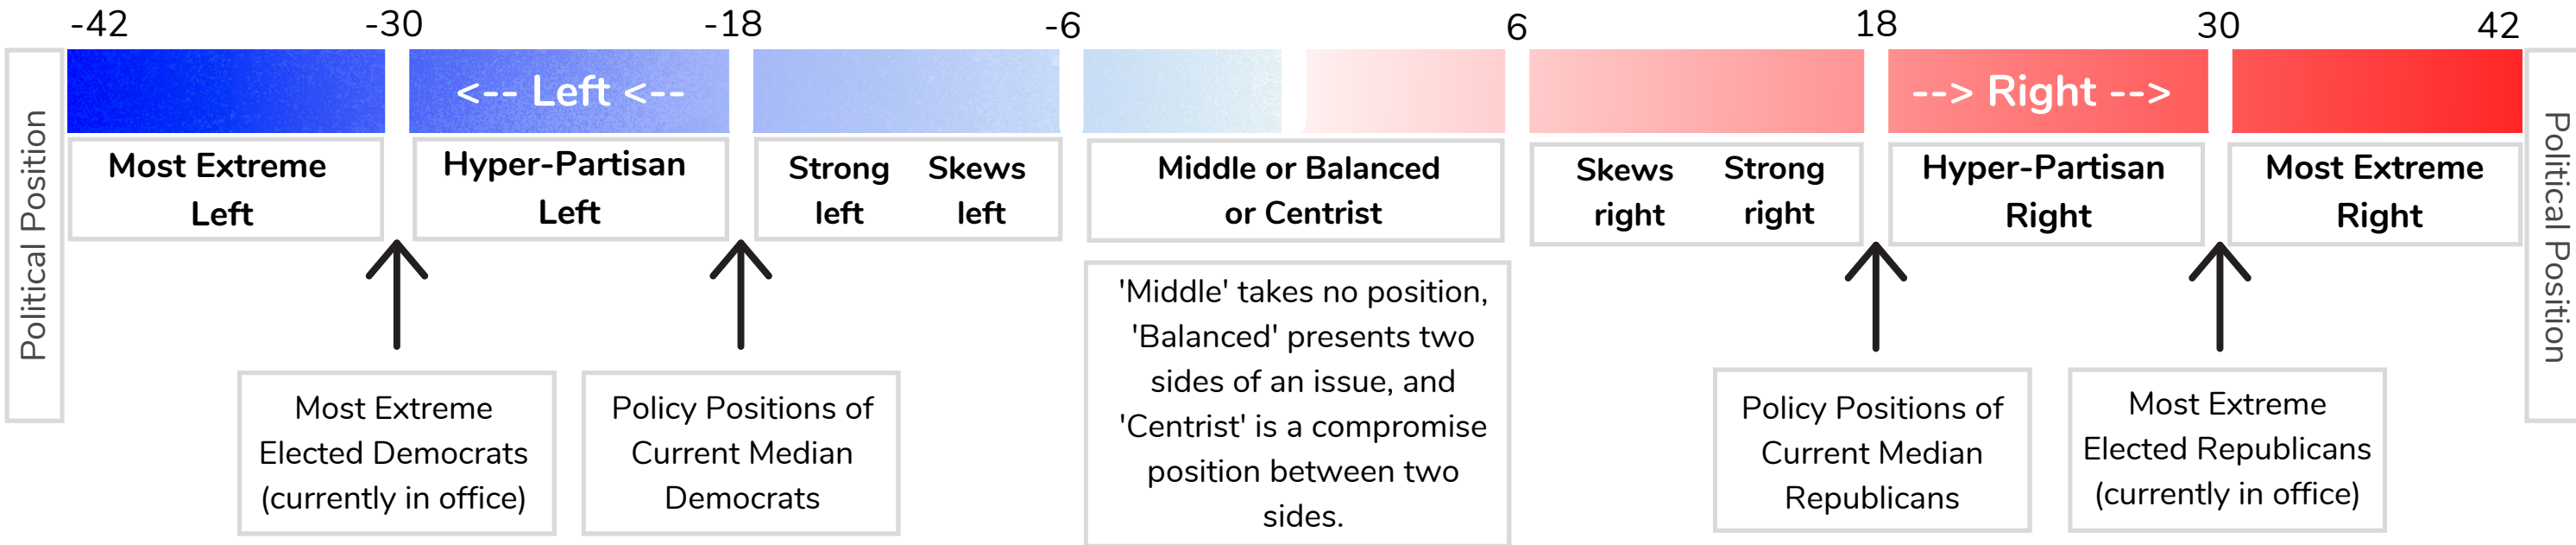 -42
-30
-18
-6
6
18
30
42
Political Position
<-- Left <--
--> Right -->
Most Extreme
Left
Hyper-Partisan
Left
Strong
left
Skews
left
Middle or Balanced
or Centrist
Skews
right
Strong
right
Hyper-Partisan
Right
Most Extreme
Right
Political Position
Most Extreme
Elected Democrats
(currently in office)
Policy Positions of
Current Median
Democrats
'Middle' takes no position,
'Balanced' presents two
sides of an issue, and
'Centrist' is a compromise
position between two
sides.
Policy Positions of
Current Median
Republicans
Most Extreme
Elected Republicans
(currently in office)